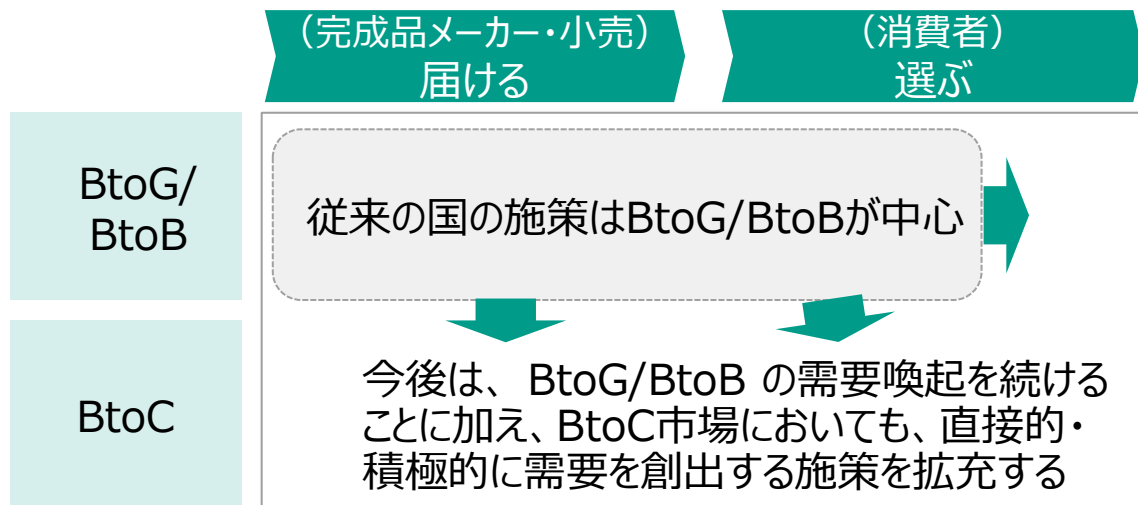 （完成品メーカー・小売）
届ける
（消費者）
選ぶ
BtoG/
BtoB
従来の国の施策はBtoG/BtoBが中心
BtoC
今後は、 BtoG/BtoB の需要喚起を続ける
ことに加え、BtoC市場においても、直接的・
積極的に需要を創出する施策を拡充する